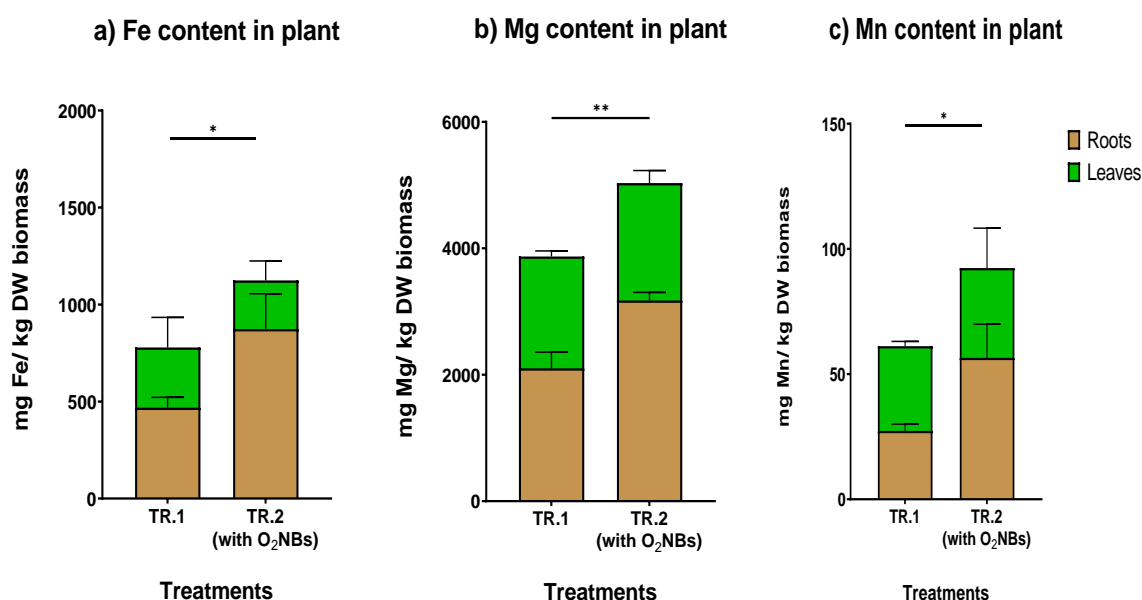 a) Fe content in plant
mg Fe/ kg DW biomass
2000
1500
1000
500
0
*
TR.1
TR.2
(with O₂NBs)
Treatments
b) Mg content in plant
mg Mg/ kg DW biomass
6000
4000
2000
0
**
TR.1
TR.2
(with O₂NBs)
Treatments
c) Mn content in plant
mg Mn/ kg DW biomass
150
100
50
0
*
TR.1
TR.2
(with O₂NBs)
Treatments
Roots
Leaves